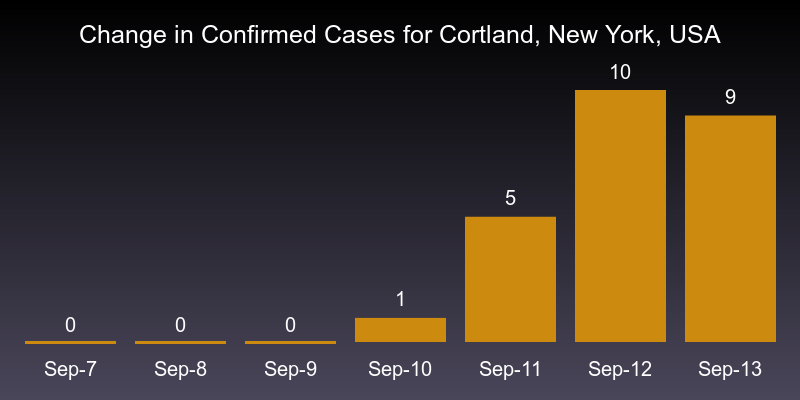 Change in Confirmed Cases for Cortland, New York, USA
10
9
5
1
0 0 0
Sep-7 Sep-8 Sep-9 Sep-10 Sep-11 Sep-12 Sep-13